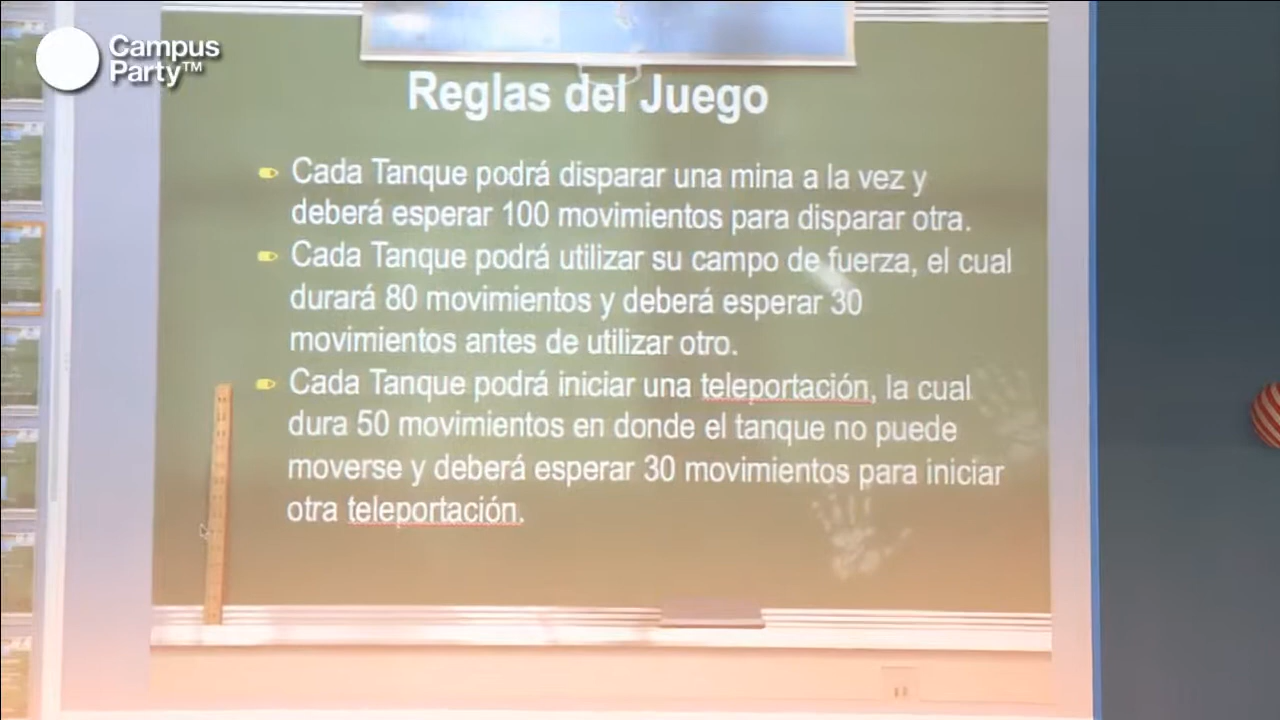 Campus
Party™
Reglas del Juego
Cada Tanque podrá disparar una mina a la vez y
deberá esperar 100 movimientos para disparar otra.
Cada Tanque podrá utilizar su campo de fuerza, el cual
durará 80 movimientos y deberá esperar 30
movimientos antes de utilizar otro.
Cada Tanque podrá iniciar una teleportación, la cual
dura 50 movimientos en donde el tanque no puede
moverse y deberá esperar 30 movimientos para iniciar
otra teleportación.